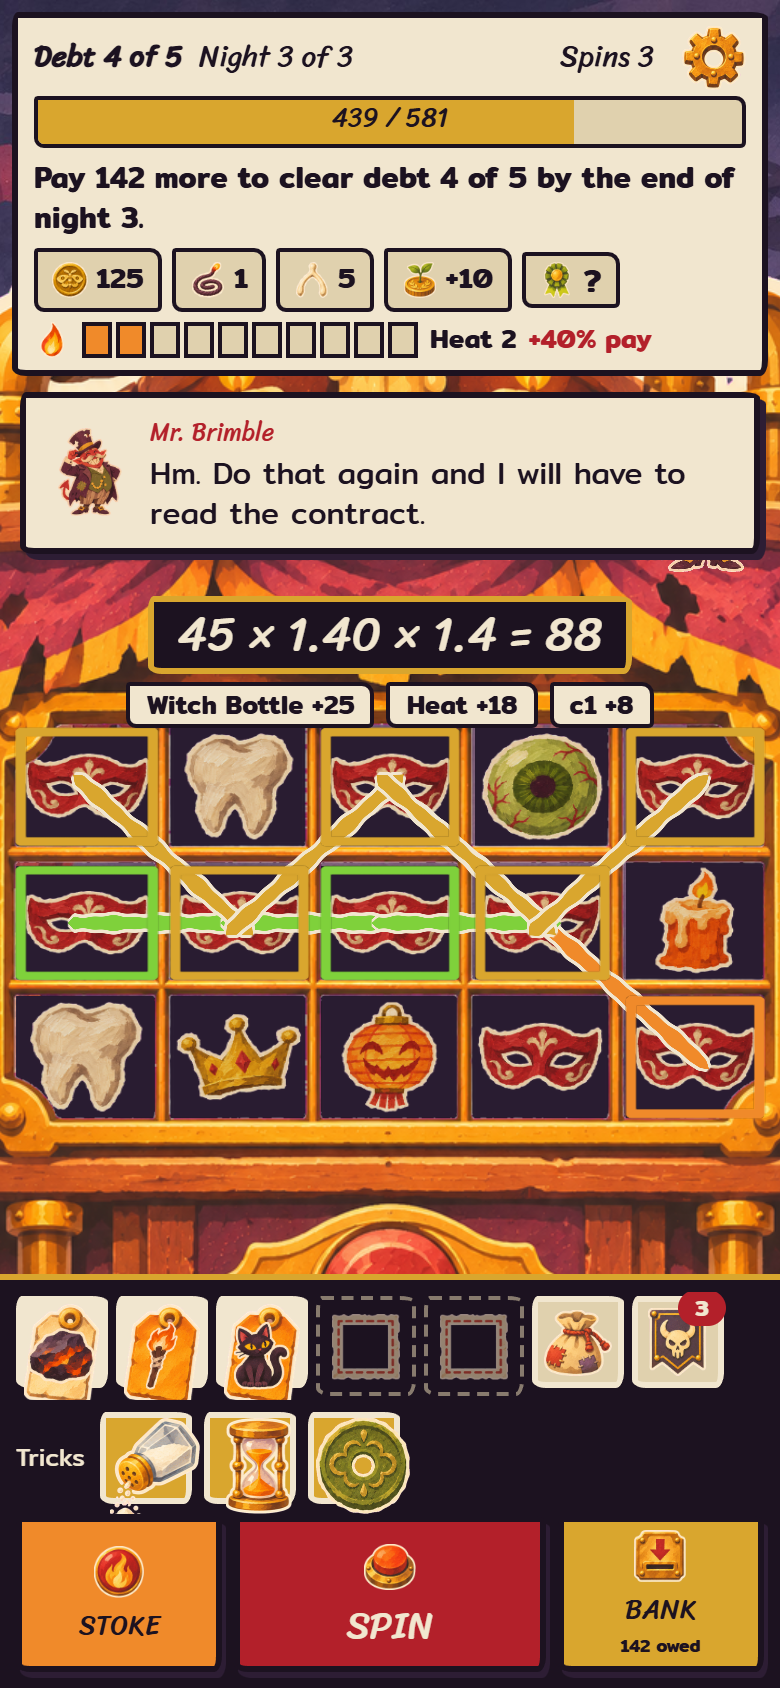 Debt 4 of 5 Night 3 of 3 Spins 3
439 / 581
Pay 142 more to clear debt 4 of 5 by the end of
night 3.
125 1 5 +10 ?
Heat 2 +40% pay
Mr. Brimble
Hm. Do that again and I will have to
read the contract.
45 × 1.40 × 1.4 = 88
Witch Bottle +25 Heat +18 c1 +8
3
Tricks
STOKE
SPIN
BANK
142 owed